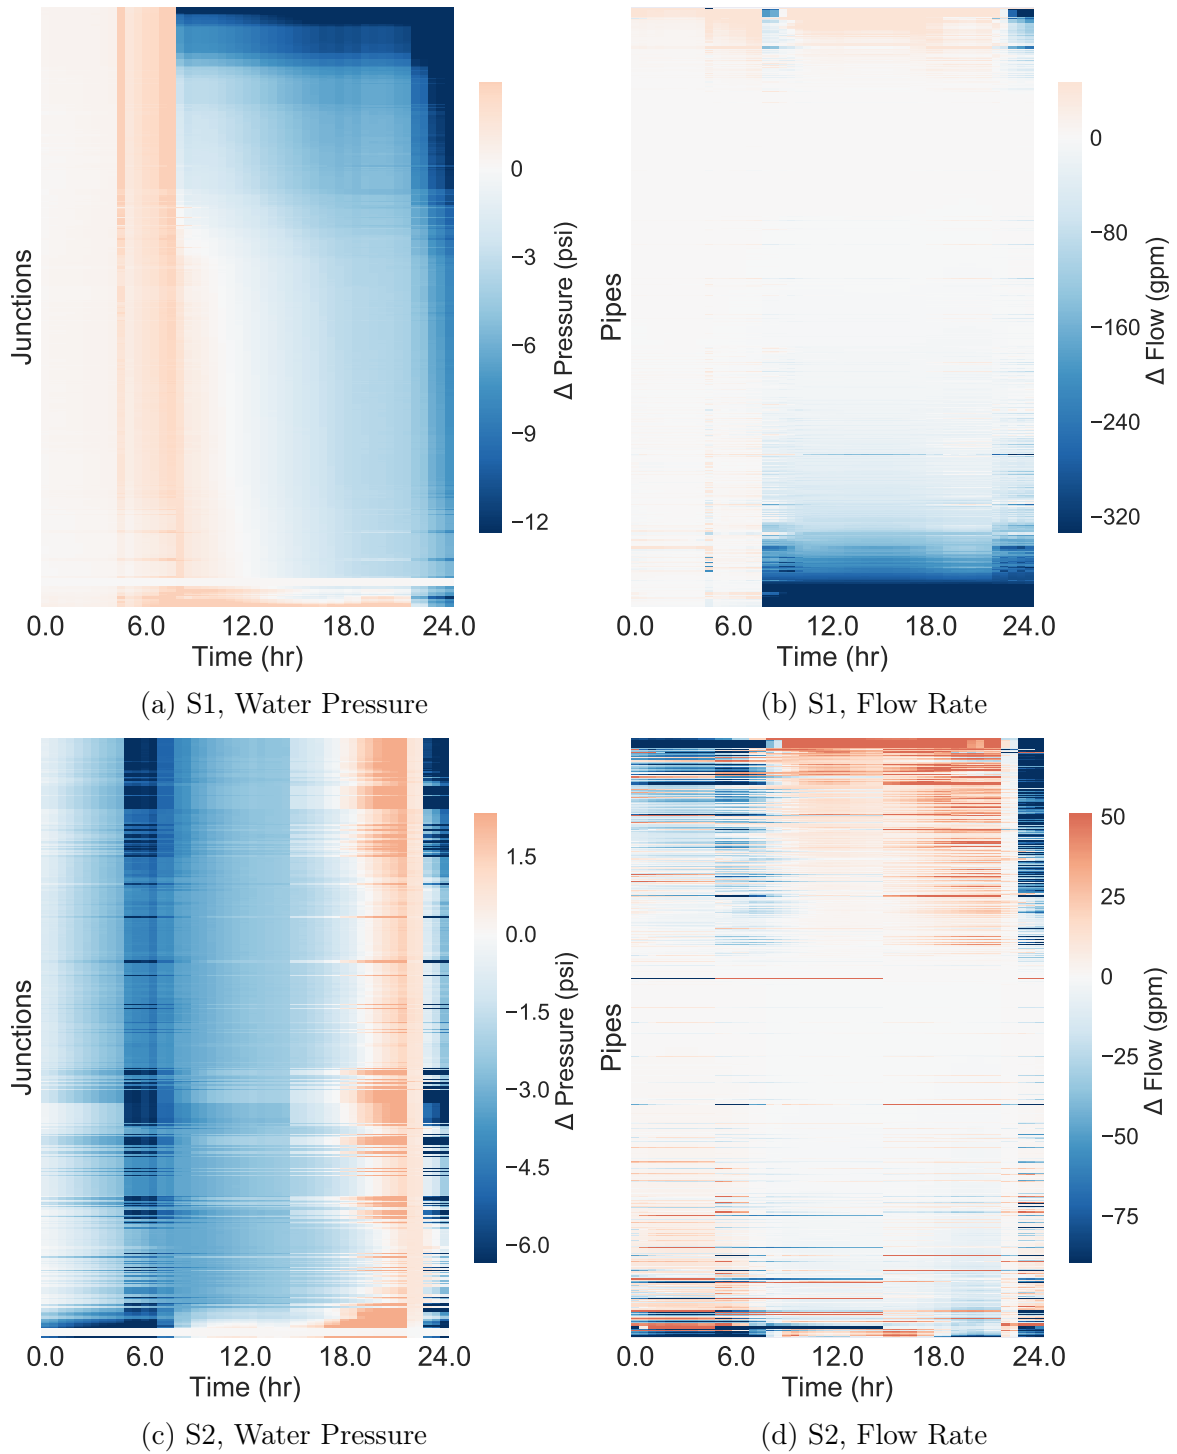 Junctions
0.0 6.0 12.0 18.0 24.0
Time (hr)
0
−3
−6
−9
−12
Δ Pressure (psi)
(a) S1, Water Pressure
Pipes
0.0 6.0 12.0 18.0 24.0
Time (hr)
0
−80
−160
−240
−320
Δ Flow (gpm)
(b) S1, Flow Rate
Junctions
0.0 6.0 12.0 18.0 24.0
Time (hr)
1.5
0.0
−1.5
−3.0
−4.5
−6.0
Δ Pressure (psi)
(c) S2, Water Pressure
Pipes
0.0 6.0 12.0 18.0 24.0
Time (hr)
50
25
0
−25
−50
−75
Δ Flow (gpm)
(d) S2, Flow Rate